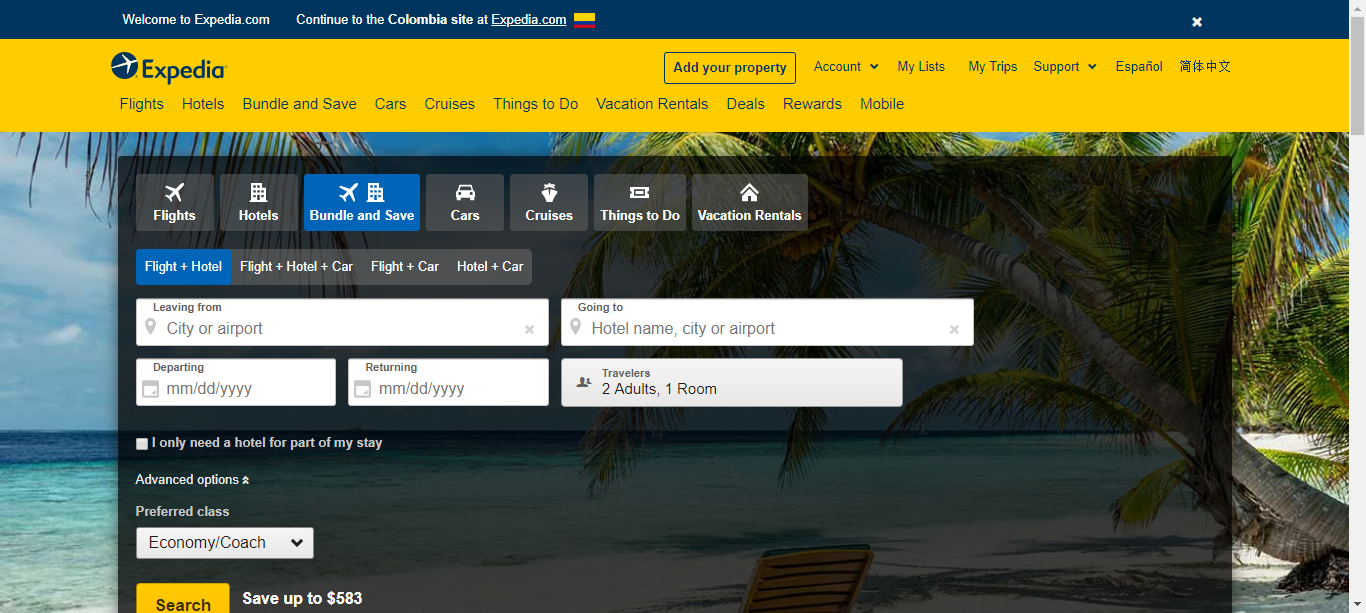 Welcome to Expedia.com Continue to the Colombia site at Expedia.com
Expedia
Add your property Account My Lists My Trips Support Español 简体中文
Flights Hotels Bundle and Save Cars Cruises Things to Do Vacation Rentals Deals Rewards Mobile
Flights Hotels Bundle and Save Cars Cruises Things to Do Vacation Rentals
Flight + Hotel Flight + Hotel + Car Flight + Car Hotel + Car
Leaving from Going to
City or airport Hotel name, city or airport
Departing Returning Travelers
mm/dd/yyyy mm/dd/yyyy 2 Adults, 1 Room
I only need a hotel for part of my stay
Advanced options
Preferred class
Economy/Coach
Search Save up to $583